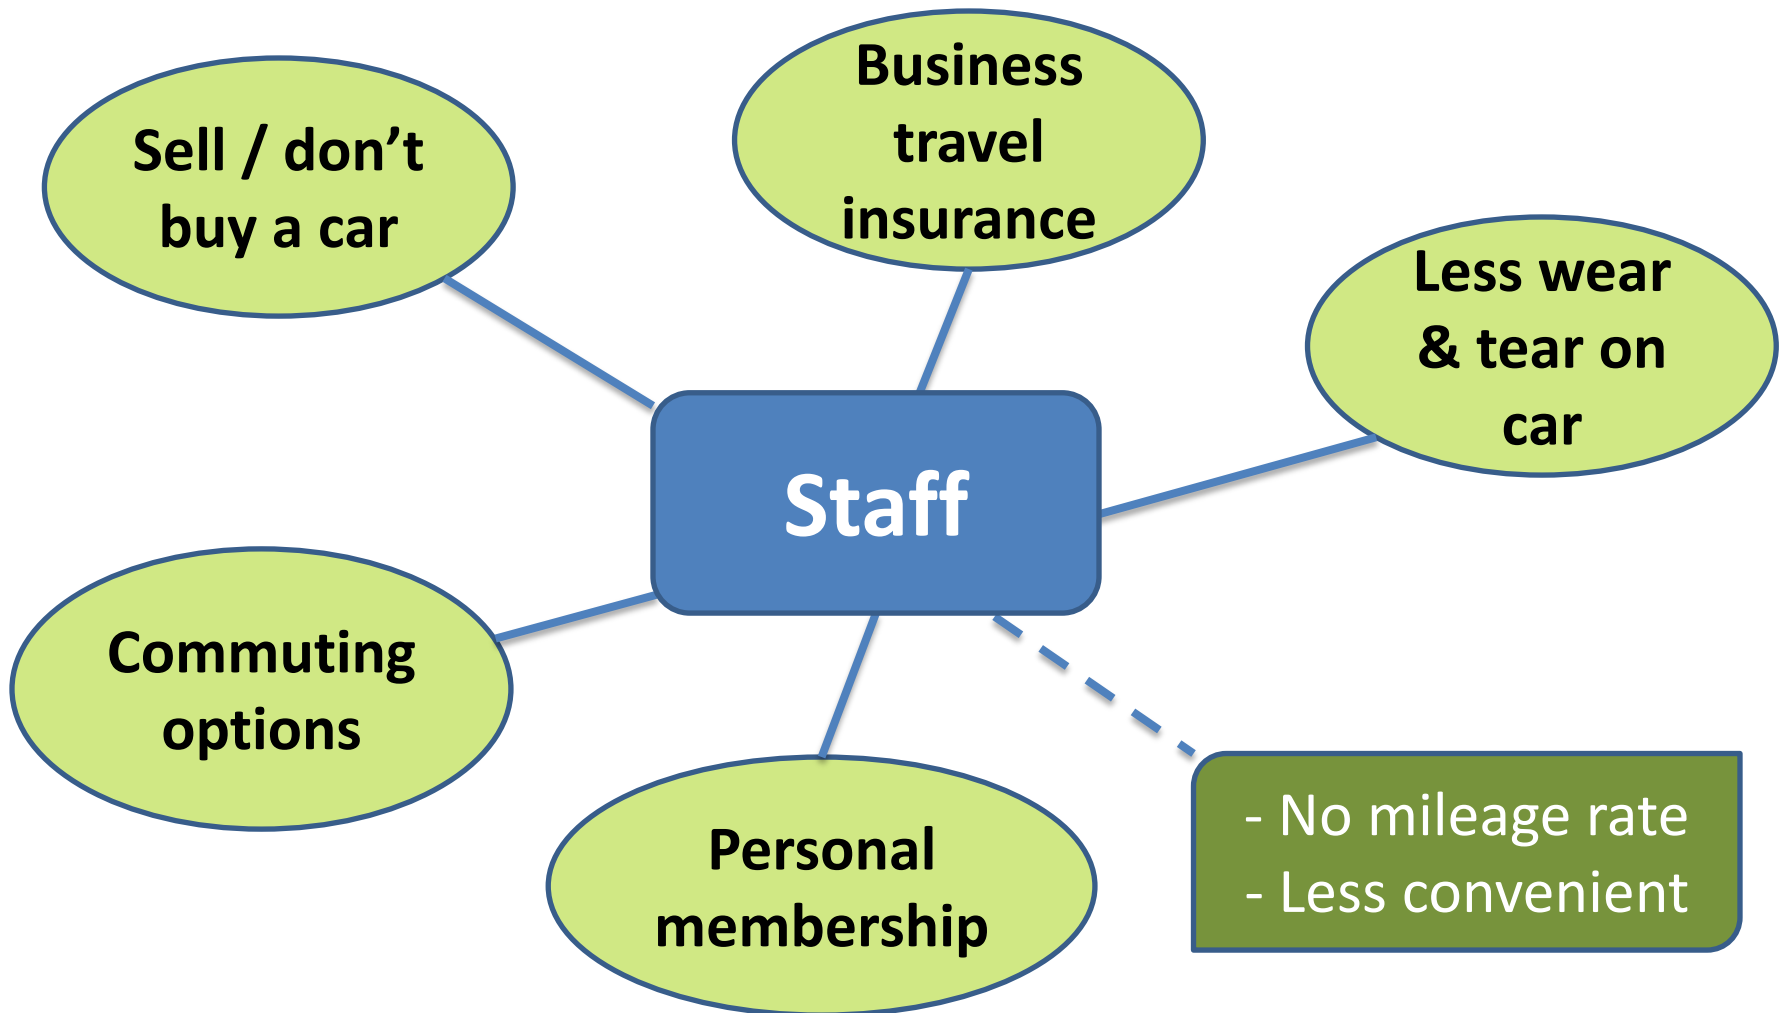 Sell / don’t
buy a car
Business
travel
insurance
Less wear
& tear on
car
Staff
Commuting
options
Personal
membership
- No mileage rate
- Less convenient